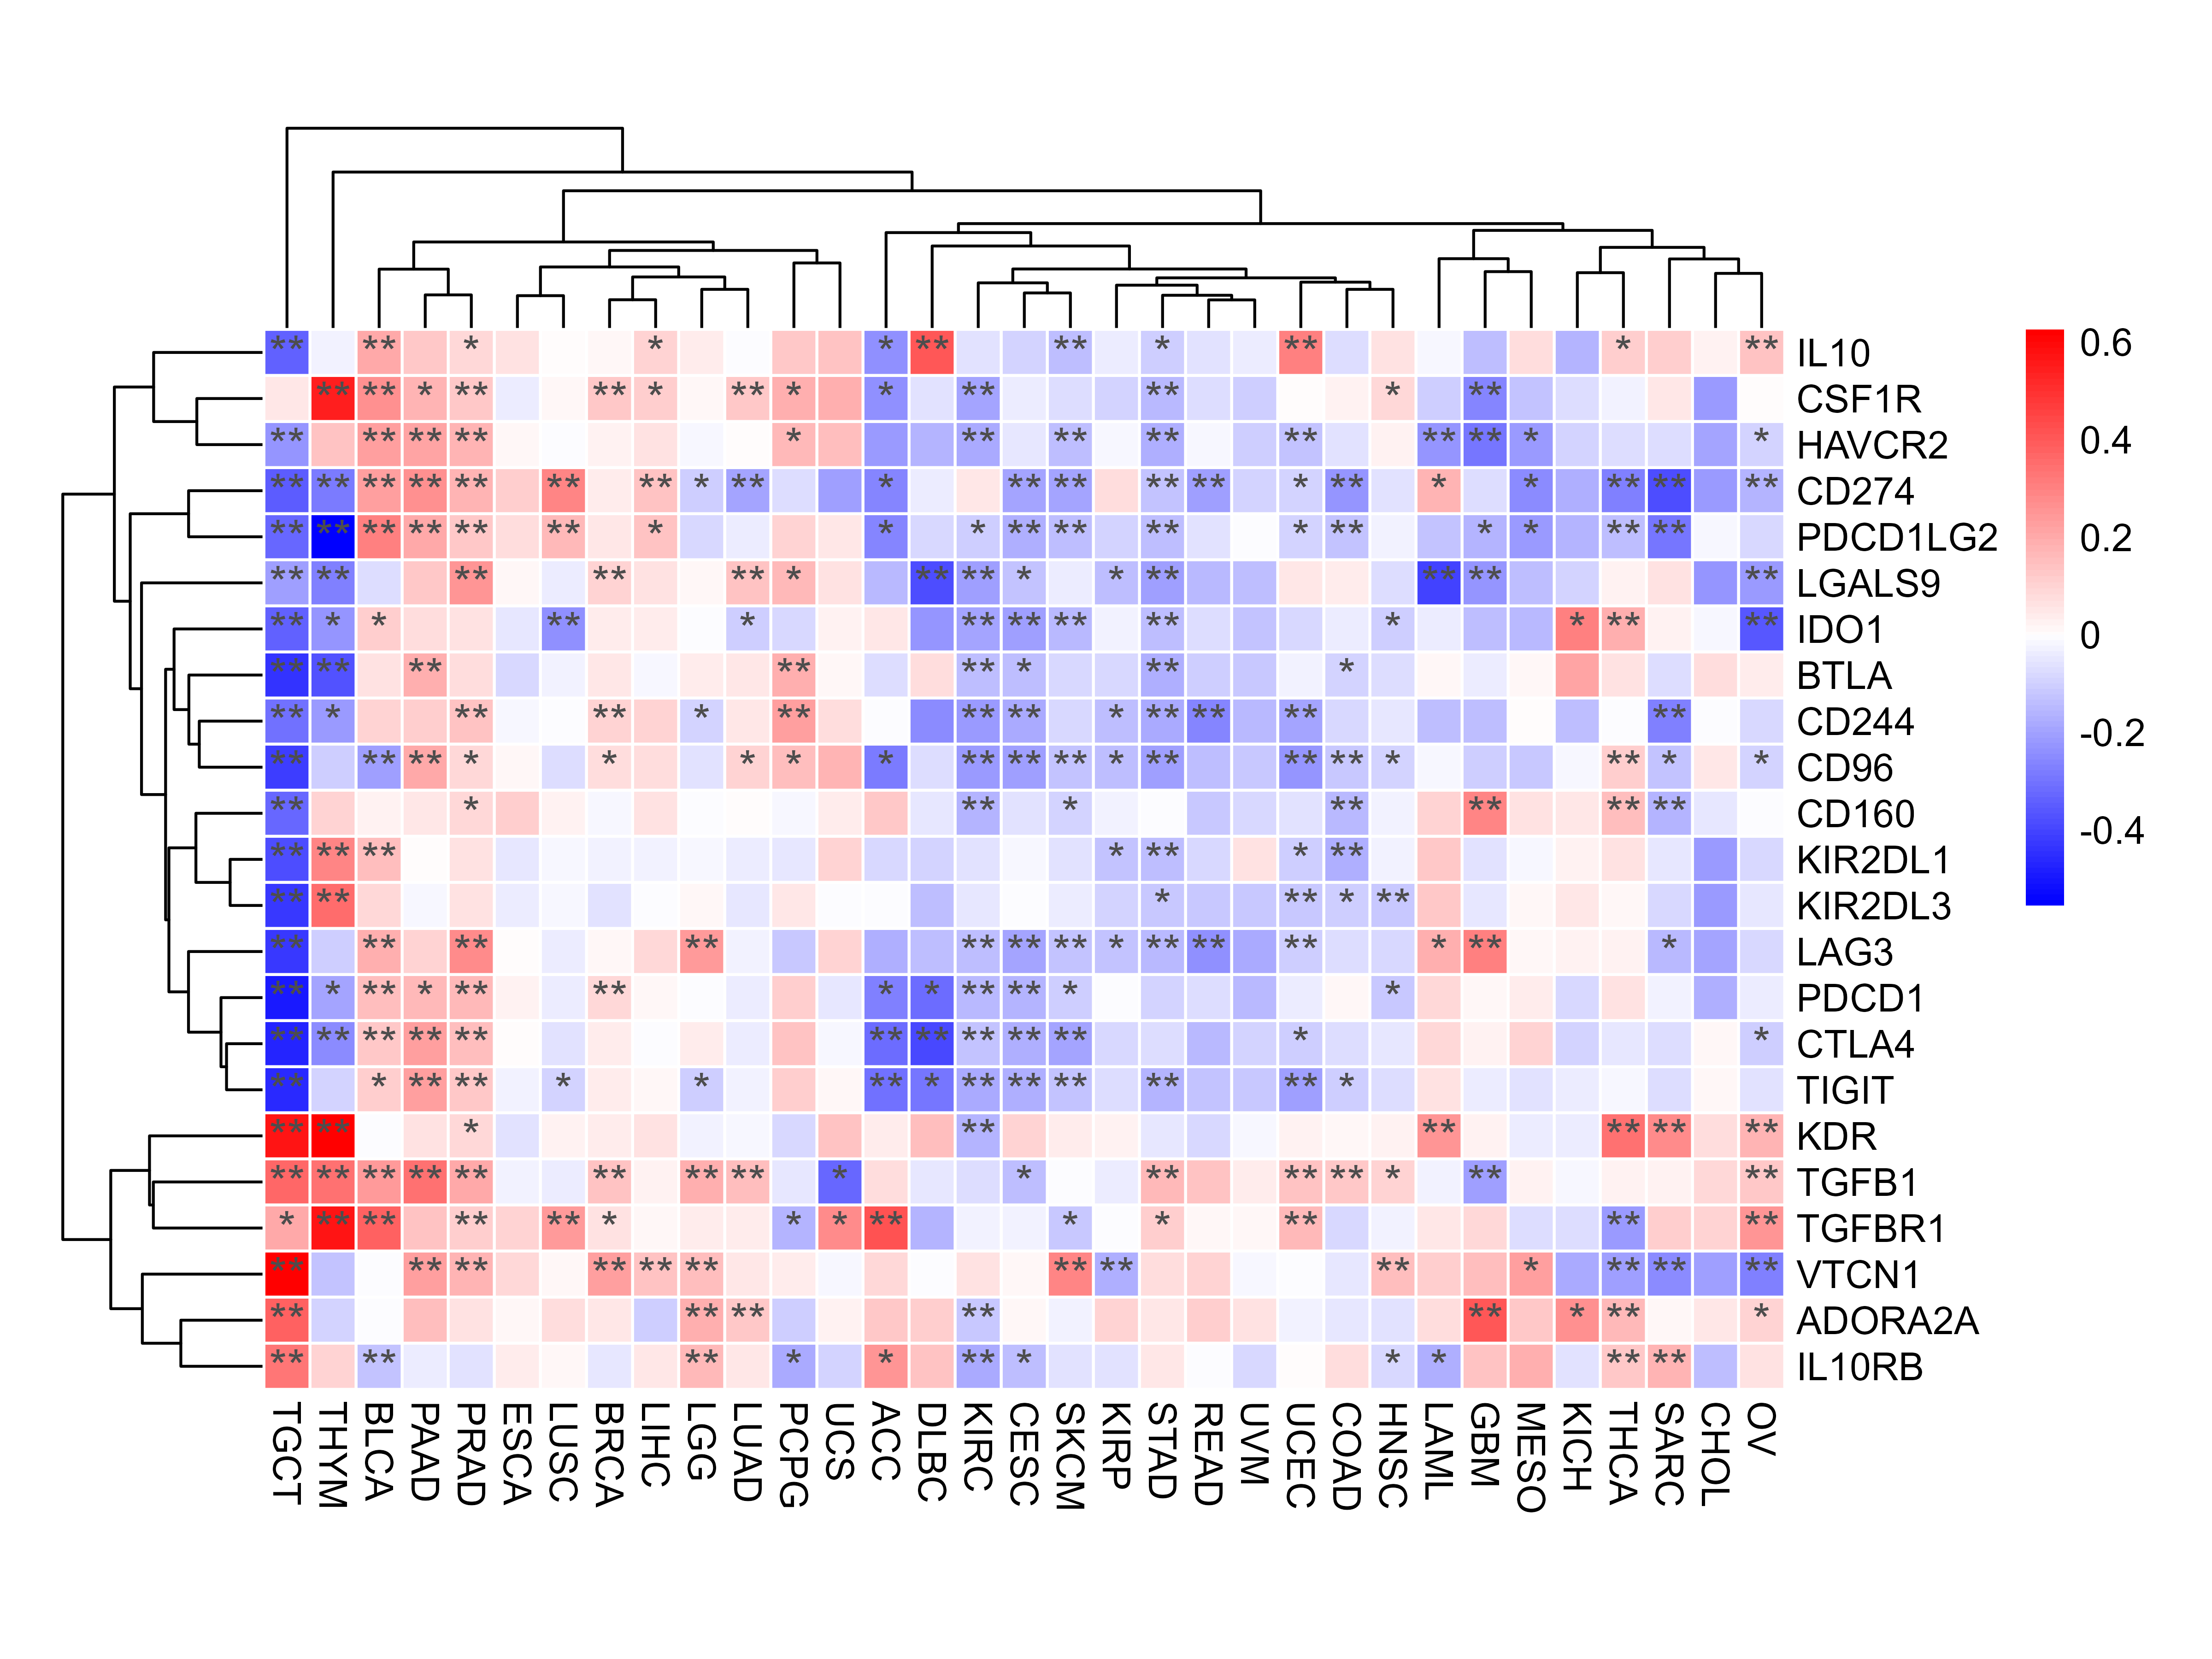 ** ** * * * ** ** * ** * ** IL10
** ** * ** ** * ** * * ** ** * ** CSF1R
** ** ** ** * ** ** ** ** ** ** * * HAVCR2
** ** ** ** ** ** ** * ** * ** ** ** ** * ** * * ** ** ** CD274
** ** ** ** ** ** * * * ** ** ** * ** * * ** ** PDCD1LG2
** ** ** ** ** * ** ** * * ** ** ** ** LGALS9
** * * ** * ** ** ** ** * * ** ** IDO1
** ** ** ** ** * ** * BTLA
** * ** ** * ** ** ** * ** ** ** ** CD244
** ** ** * * * * * ** ** ** * ** ** ** * ** * * CD96
** * ** * ** ** ** ** CD160
** ** ** * ** * ** KIR2DL1
** ** * ** * ** KIR2DL3
** ** ** ** ** ** ** * ** ** ** * ** * LAG3
** * ** * ** ** * * ** ** * * PDCD1
** ** ** ** ** ** ** ** ** ** * * CTLA4
** * ** ** * * ** * ** ** ** ** ** * TIGIT
** ** * ** ** ** ** ** KDR
** ** ** ** ** ** ** ** * * ** ** ** * ** ** TGFB1
* ** ** ** ** * * * ** * * ** ** ** TGFBR1
** ** ** ** ** ** ** ** ** * ** ** ** VTCN1
** ** ** ** ** * ** * ADORA2A
** ** ** * * ** * * * ** ** IL10RB
TGCT
THYM
BLCA
PAAD
PRAD
ESCA
LUSC
BRCA
LIHC
LGG
LUAD
PCPG
UCS
ACC
DLBC
KIRC
CESC
SKCM
KIRP
STAD
READ
UVM
UCEC
COAD
HNSC
LAML
GBM
MESO
KICH
THCA
SARC
CHOL
OV
0.6
0.4
0.2
0
-0.2
-0.4